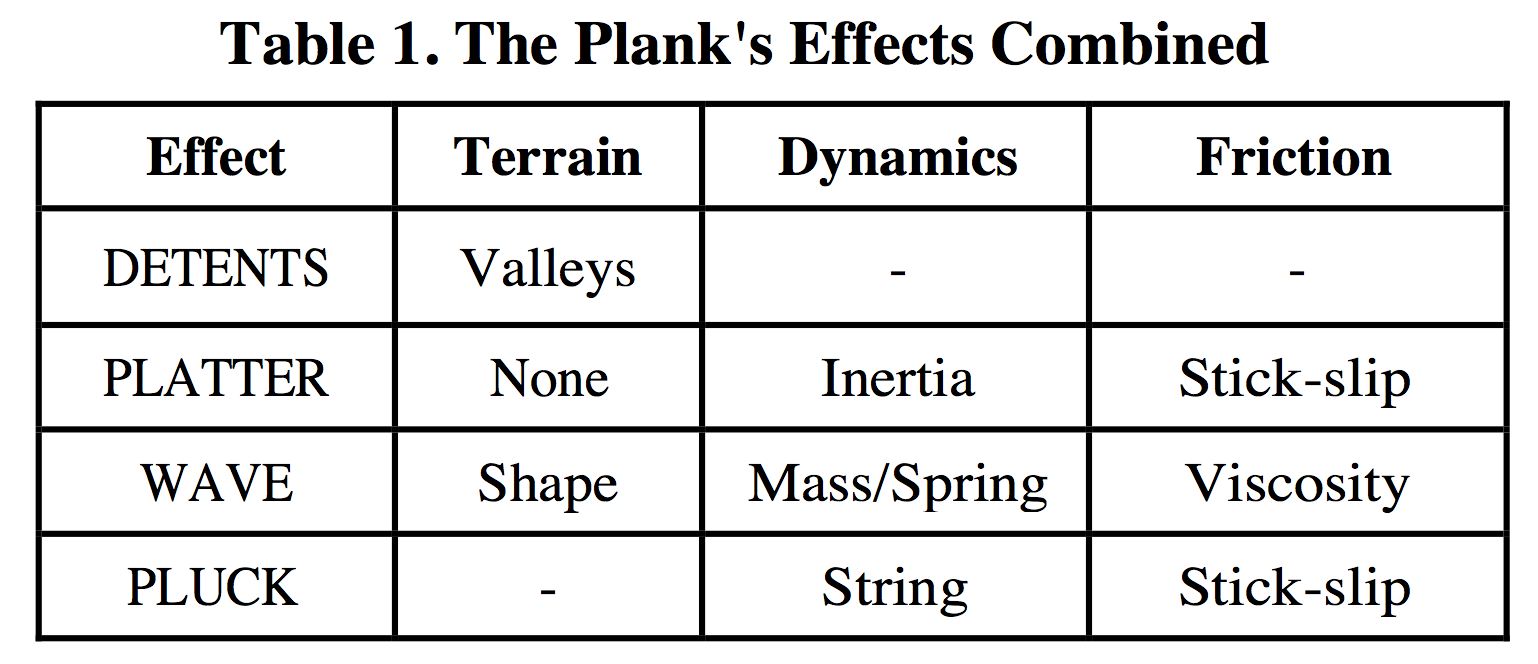 Table 1. The Plank's Effects Combined
Effect Terrain Dynamics Friction
DETENTS Valleys - -
PLATTER None Inertia Stick-slip
WAVE Shape Mass/Spring Viscosity
PLUCK - String Stick-slip